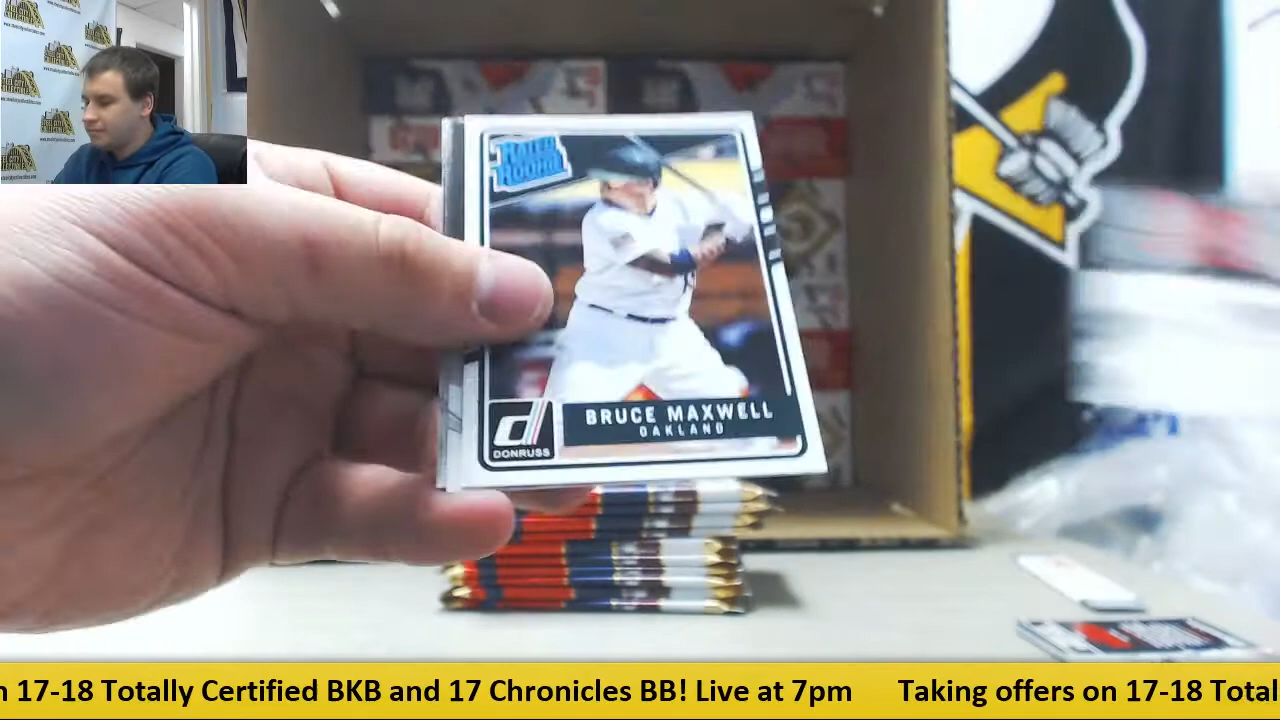 RATED
ROOKIE
BRUCE MAXWELL
OAKLAND
d
DONRUSS
n 17-18 Totally Certified BKB and 17 Chronicles BB! Live at 7pm Taking offers on 17-18 Total